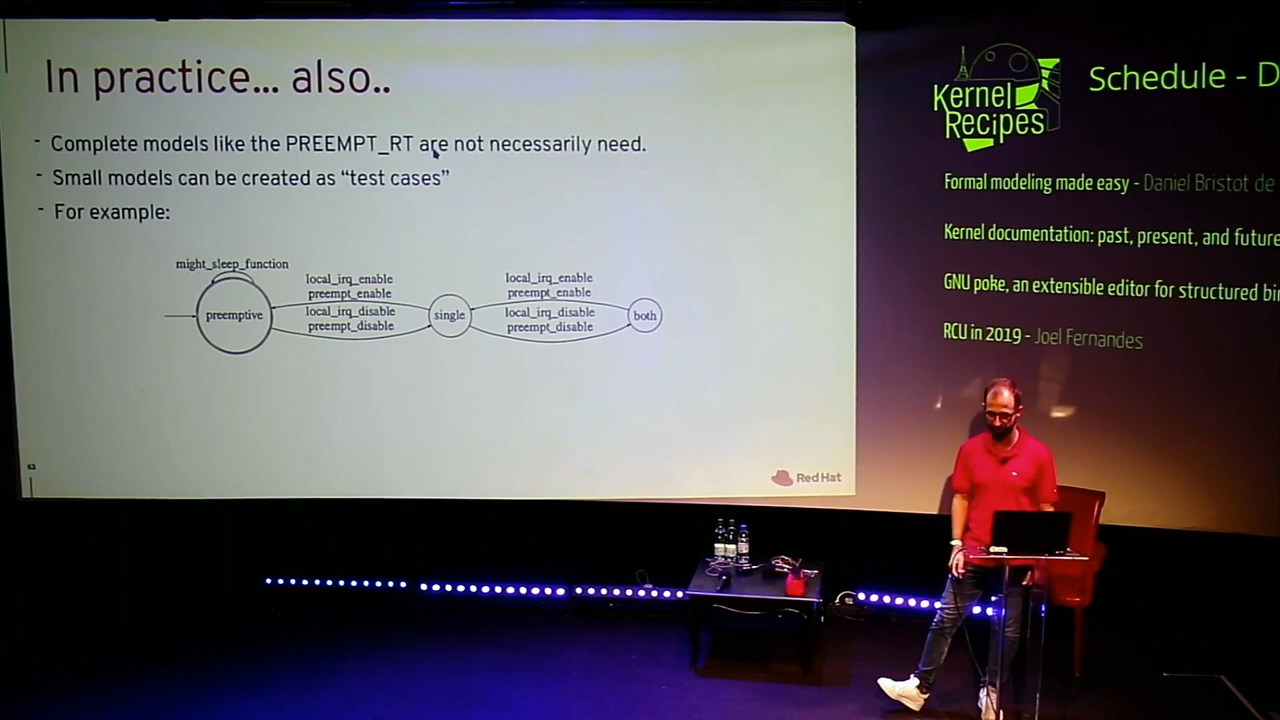 In practice... also..
- Complete models like the PREEMPT_RT are not necessarily need.
- Small models can be created as “test cases”
- For example:
might_sleep_function
local_irq_enable
preempt_enable
local_irq_disable
preempt_disable
local_irq_enable
preempt_enable
local_irq_disable
preempt_disable
preemptive
single
both
63
Red Hat
Kernel
Recipes
Schedule - D
Formal modeling made easy - Daniel Bristot de
Kernel documentation: past, present, and future
GNU poke, an extensible editor for structured bi
RCU in 2019 - Joel Fernandes